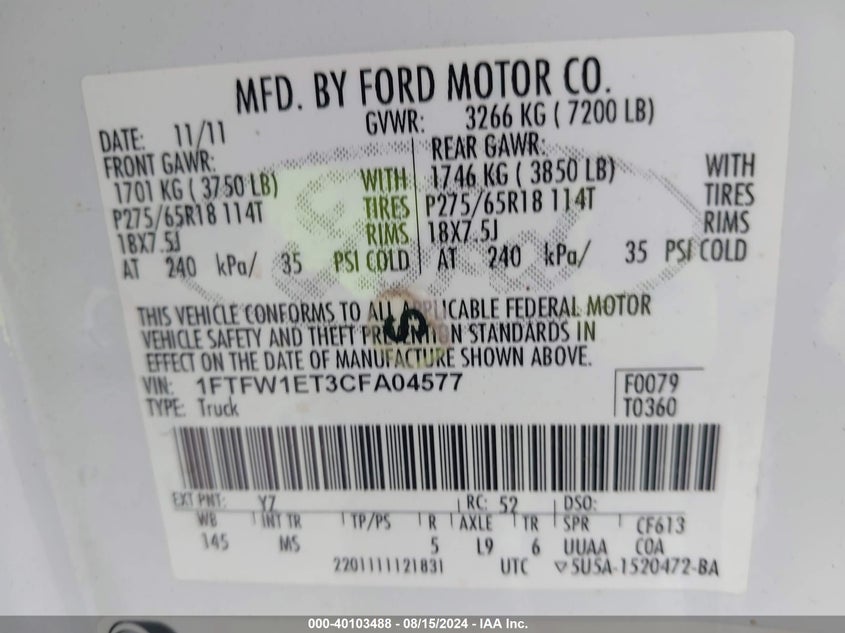 MFD. BY FORD MOTOR CO.
DATE: 11/11 GVWR: 3266 KG ( 7200 LB)
FRONT GAWR:
1701 KG ( 3750 LB) WITH
P275/65R18 114T TIRES
18X7.5J RIMS
AT 240 kPa/ 35 PSI COLD
REAR GAWR:
1746 KG ( 3850 LB) WITH
P275/65R18 114T TIRES
18X7.5J RIMS
AT 240 kPa/ 35 PSI COLD
THIS VEHICLE CONFORMS TO ALL APPLICABLE FEDERAL MOTOR
VEHICLE SAFETY AND THEFT PREVENTION STANDARDS IN
EFFECT ON THE DATE OF MANUFACTURE SHOWN ABOVE.
VIN: 1FTFW1ET3CFA04577 F0079
TYPE: Truck T0360
EXT PNT: YZ RC: 52 DSO:
WB INT TR TP/PS R AXLE TR SPR CF613
145 MS 5 L9 6 UUAA COA
2201111121831 UTC ▽5U5A-1520472-BA
000-40103488 - 08/15/2024 - IAA Inc.